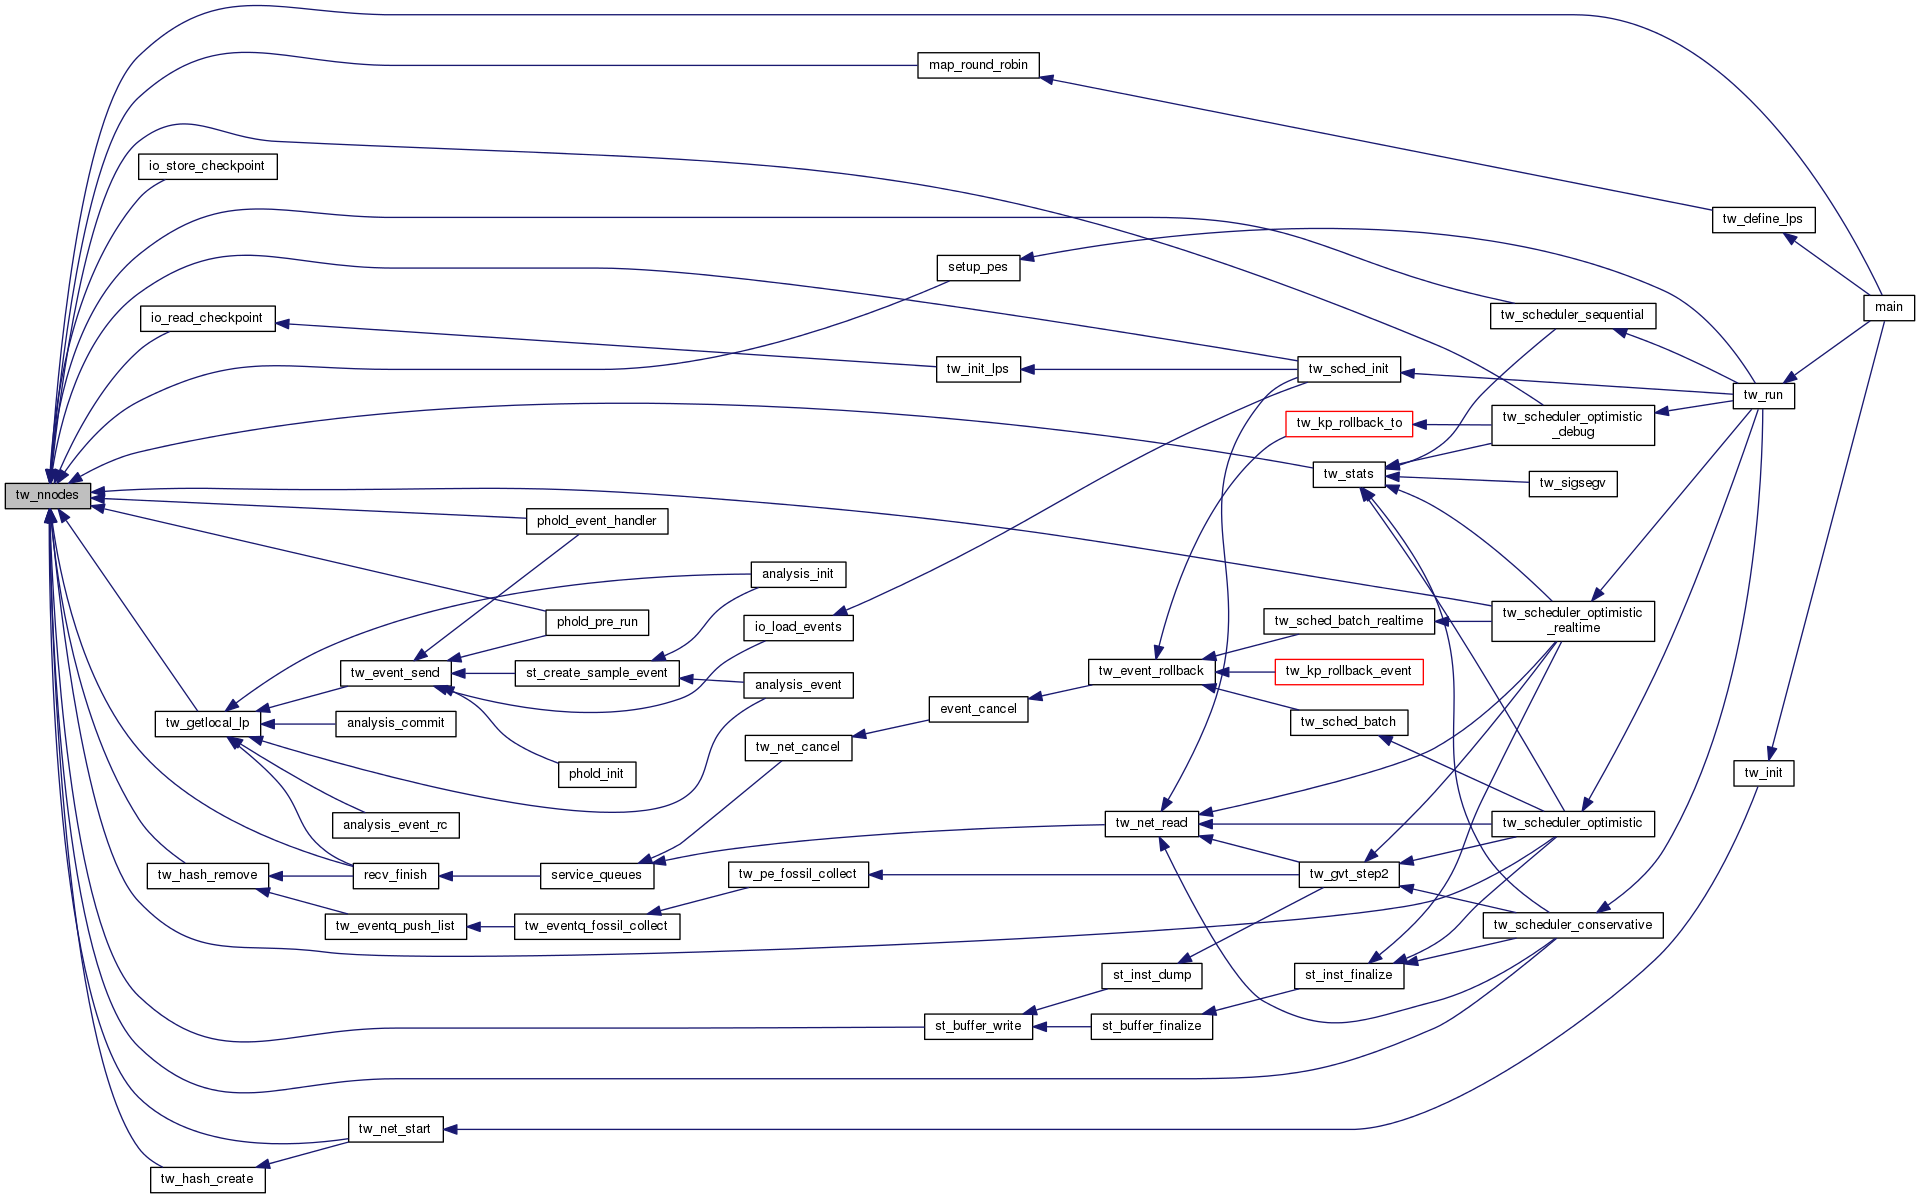 map_round_robin
io_store_checkpoint
tw_define_lps
setup_pes
main
io_read_checkpoint
tw_scheduler_sequential
tw_init_lps
tw_sched_init
tw_run
tw_kp_rollback_to
tw_scheduler_optimistic
_debug
tw_stats
tw_sigsegv
tw_nnodes
phold_event_handler
analysis_init
phold_pre_run
io_load_events
tw_sched_batch_realtime
tw_scheduler_optimistic
_realtime
tw_event_send
st_create_sample_event
analysis_event
tw_event_rollback
tw_kp_rollback_event
event_cancel
tw_getlocal_lp
analysis_commit
tw_sched_batch
tw_net_cancel
phold_init
tw_init
analysis_event_rc
tw_net_read
tw_scheduler_optimistic
tw_hash_remove
recv_finish
service_queues
tw_pe_fossil_collect
tw_gvt_step2
tw_eventq_push_list
tw_eventq_fossil_collect
tw_scheduler_conservative
st_inst_dump
st_inst_finalize
st_buffer_write
st_buffer_finalize
tw_net_start
tw_hash_create